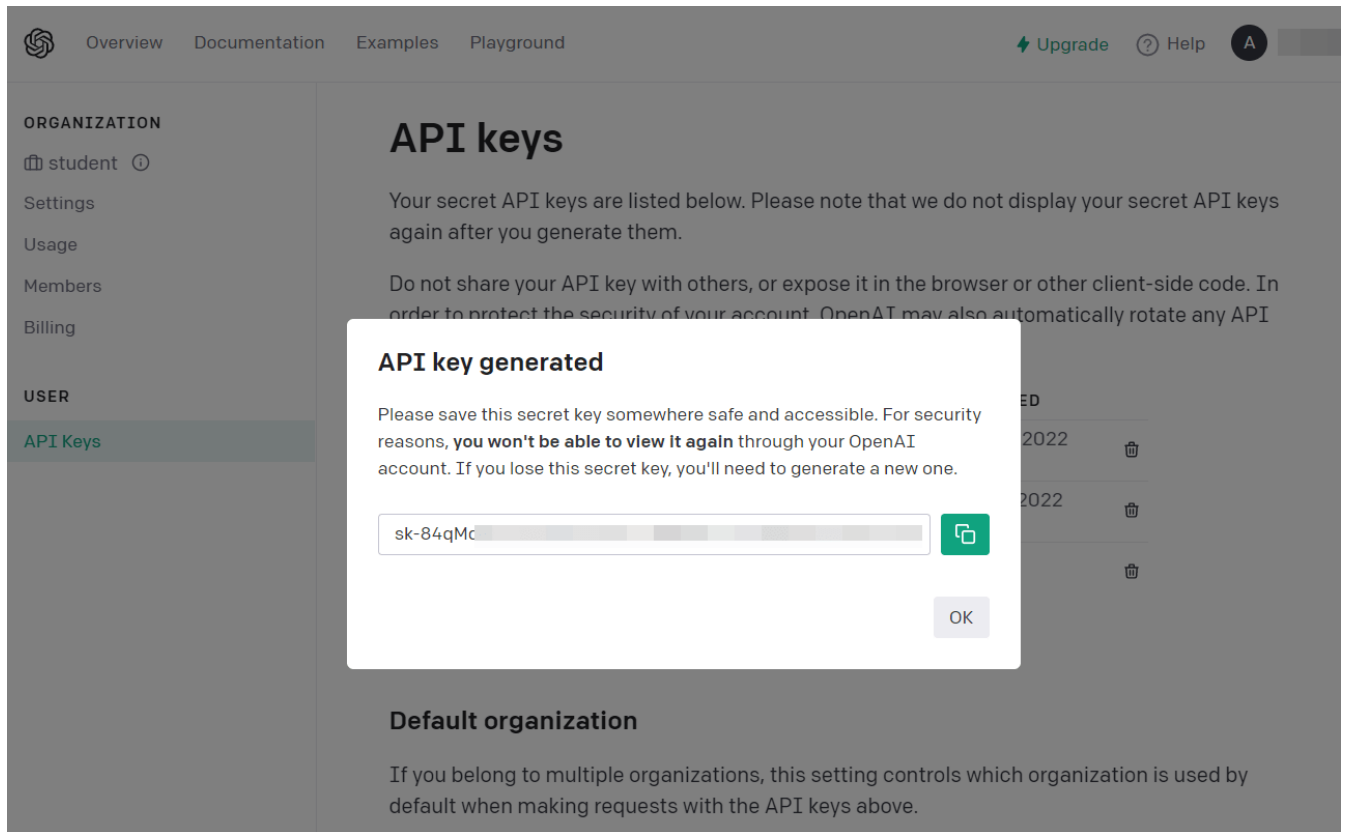 Overview Documentation Examples Playground Upgrade Help A
ORGANIZATION
student
Settings
Usage
Members
Billing
USER
API Keys
API keys
Your secret API keys are listed below. Please note that we do not display your secret API keys
again after you generate them.
Do not share your API key with others, or expose it in the browser or other client-side code. In
order to protect the security of your account, OpenAI may also automatically rotate any API
ED
2022
2022
API key generated
Please save this secret key somewhere safe and accessible. For security
reasons, you won't be able to view it again through your OpenAI
account. If you lose this secret key, you'll need to generate a new one.
sk-84qM
OK
Default organization
If you belong to multiple organizations, this setting controls which organization is used by
default when making requests with the API keys above.